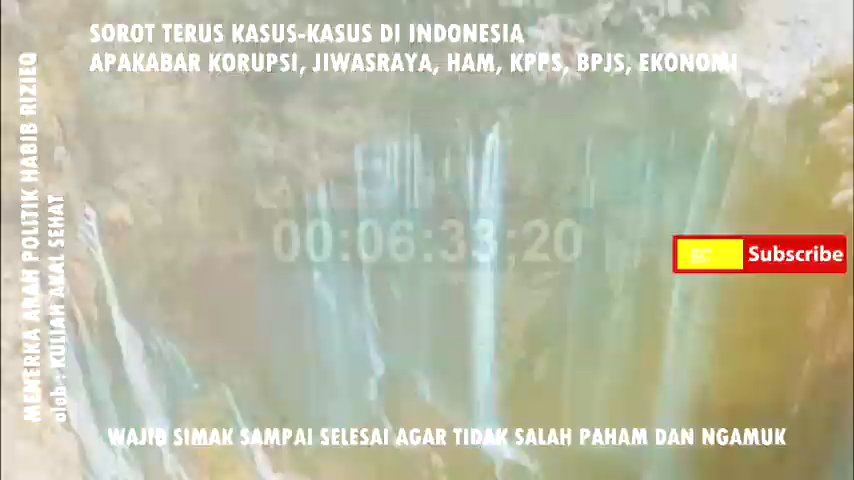 SOROT TERUS KASUS-KASUS DI INDONESIA
APAKABAR KORUPSI, JIWASRAYA, HAM, KPPS, BPJS, EKONOMI
MENERKA ARAH POLITIK HABIB RIZIEQ
oleh : KULIAH AKAL SEHAT
00:06:33;20
Subscribe
WAJIB SIMAK SAMPAI SELESAI AGAR TIDAK SALAH PAHAM DAN NGAMUK